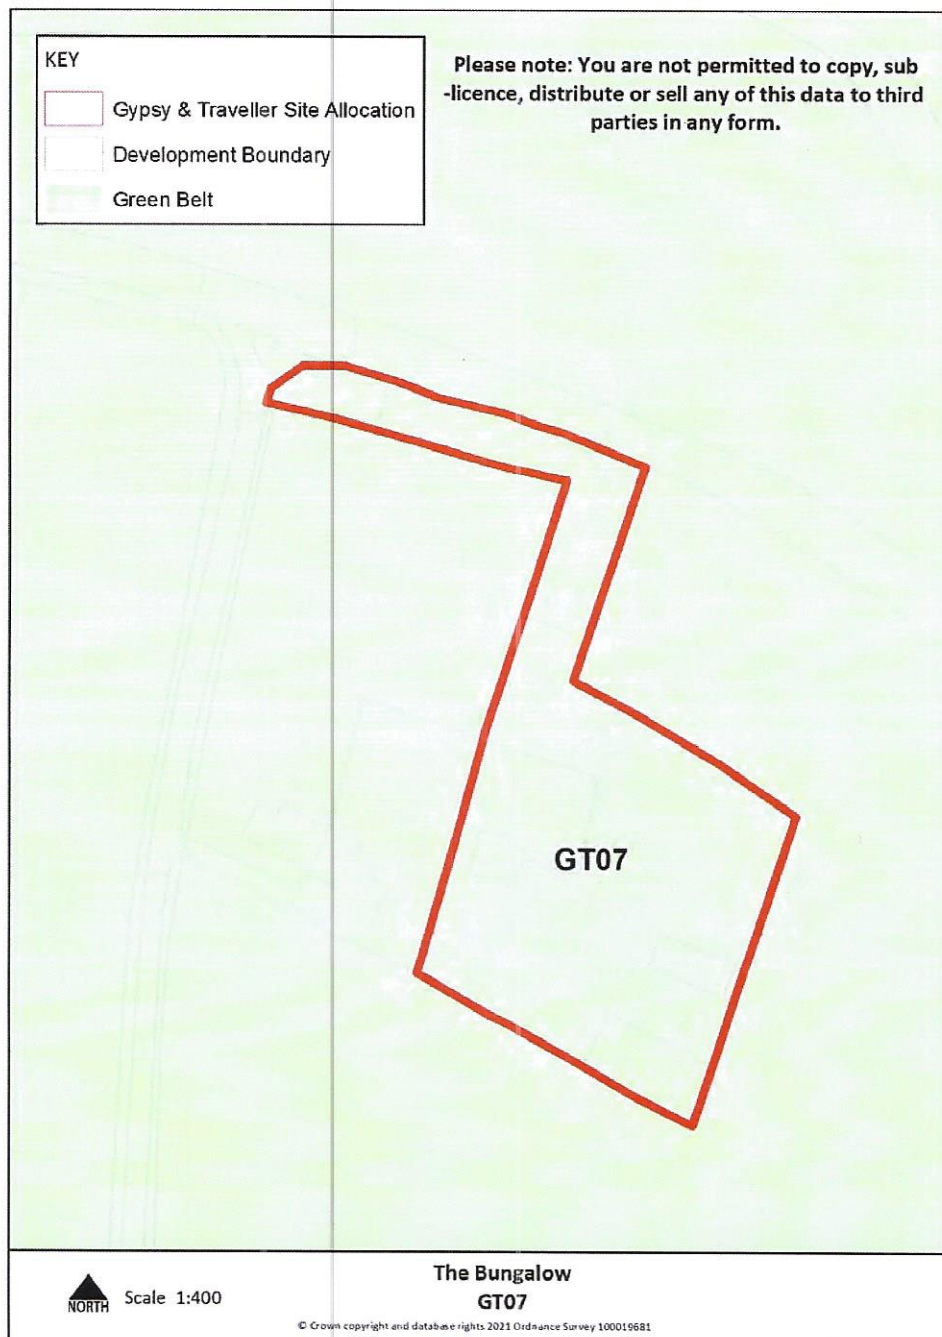 KEY
Gypsy & Traveller Site Allocation
Development Boundary
Green Belt
Please note: You are not permitted to copy, sub
-licence, distribute or sell any of this data to third
parties in any form.
GT07
NORTH
Scale 1:400
The Bungalow
GT07
© Crown copyright and database rights 2021 Ordnance Survey 100019681